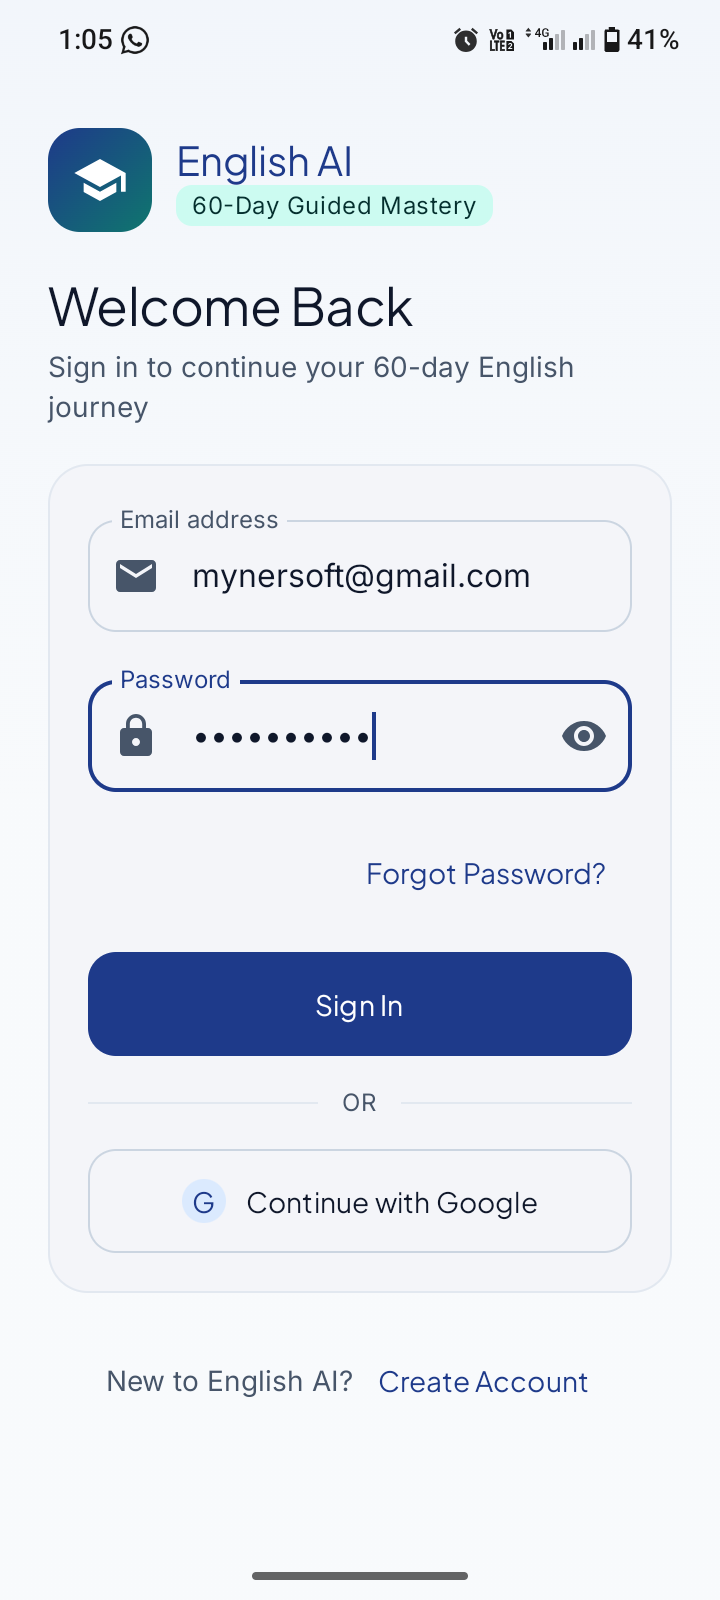 1:05
4G 41%
English AI
60-Day Guided Mastery
Welcome Back
Sign in to continue your 60-day English
journey
Email address
mynersoft@gmail.com
Password
••••••••••
Forgot Password?
Sign In
OR
G Continue with Google
New to English AI? Create Account